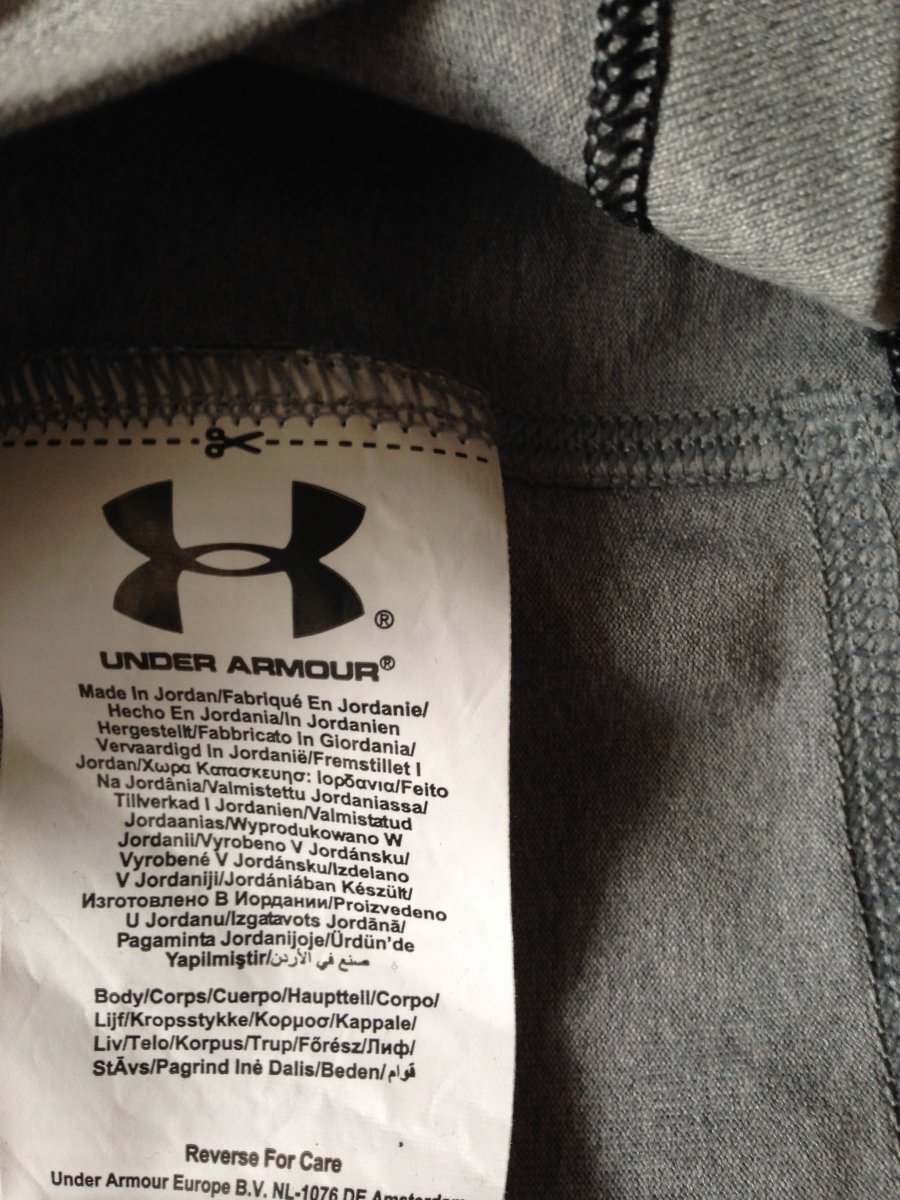 ®
UNDER ARMOUR®
Made In Jordan/Fabriqué En Jordanie/
Hecho En Jordania/In Jordanien
Hergestellt/Fabbricato In Giordania/
Vervaardigd In Jordanië/Fremstillet I
Jordan/Χωρα Κατασκευησ: Ιορδανια/Feito
Na Jordânia/Valmistettu Jordaniassa/
Tillverkad I Jordanien/Valmistatud
Jordaanias/Wyprodukowano W
Jordanii/Vyrobeno V Jordánsku/
Vyrobené V Jordánsku/Izdelano
V Jordaniji/Jordániában Készült/
Изготовлено В Иордании/Proizvedeno
U Jordanu/Izgatavots Jordānā/
Pagaminta Jordanijoje/Ürdün'de
Yapilmiştir/صنع في الأردن
Body/Corps/Cuerpo/Hauptteil/Corpo/
Lijf/Kropsstykke/Κορμοσ/Kappale/
Liv/Telo/Korpus/Trup/Főrész/Лиф/
StÃvs/Pagrind Inė Dalis/Beden/قوام
Reverse For Care
Under Armour Europe B.V. NL-1076 DE Amsterdam